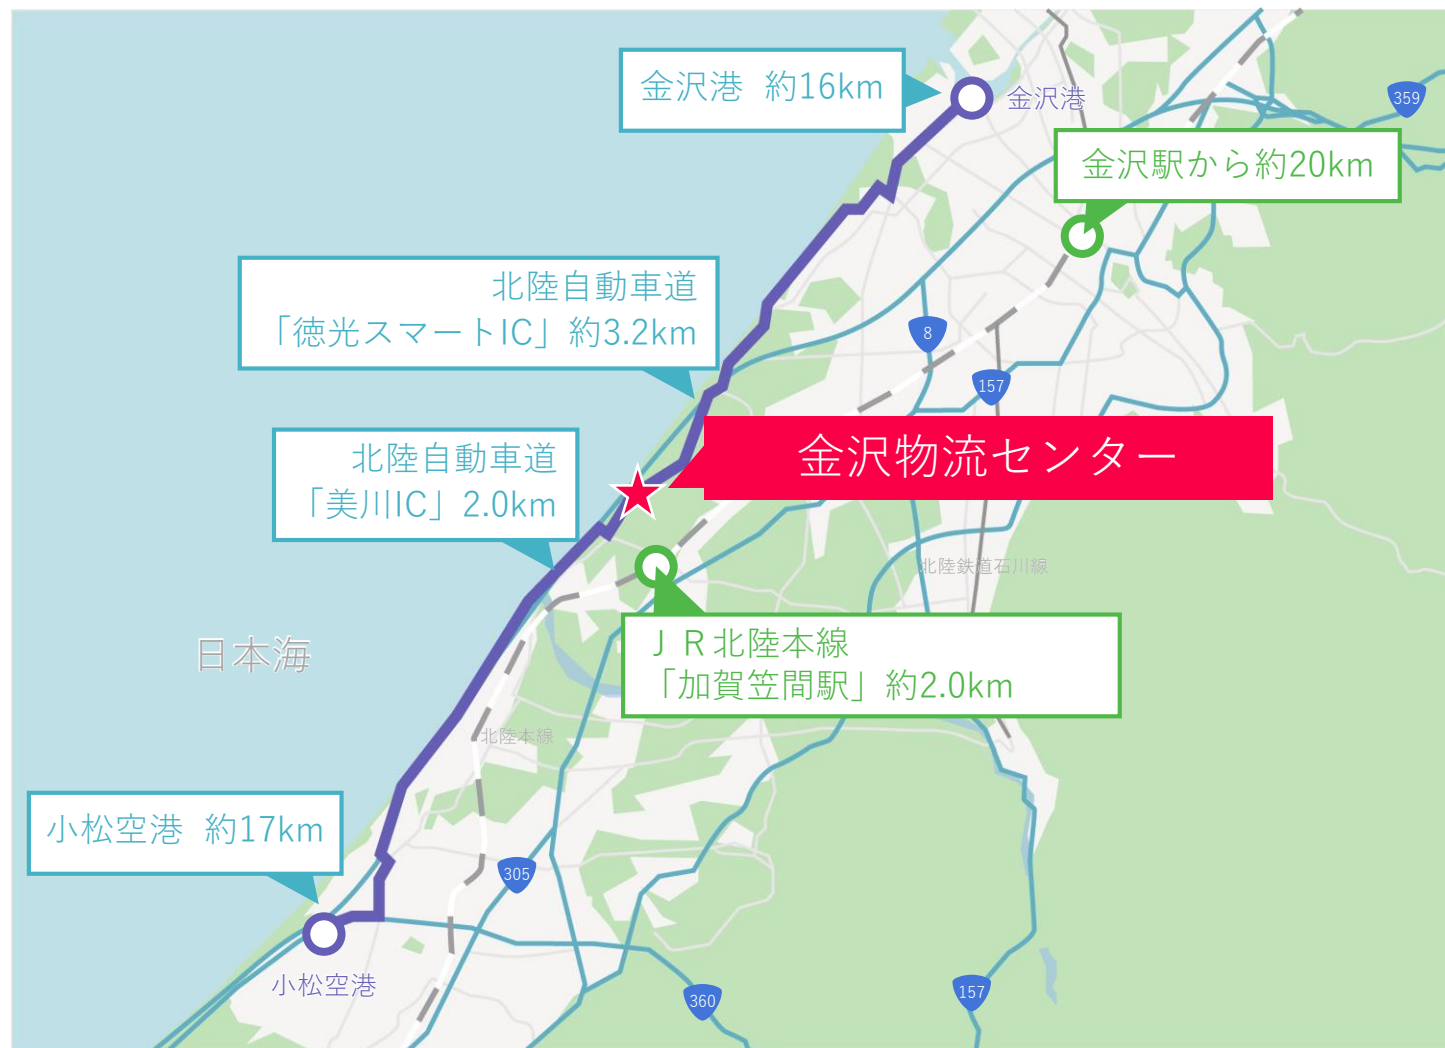 金沢港 約16km
金沢港
359
金沢駅から約20km
北陸自動車道
「徳光スマートIC」約3.2km
8
157
金沢物流センター
北陸自動車道
「美川IC」2.0km
北陸鉄道石川線
日本海
ＪＲ北陸本線
「加賀笠間駅」約2.0km
北陸本線
小松空港 約17km
305
小松空港
360
157